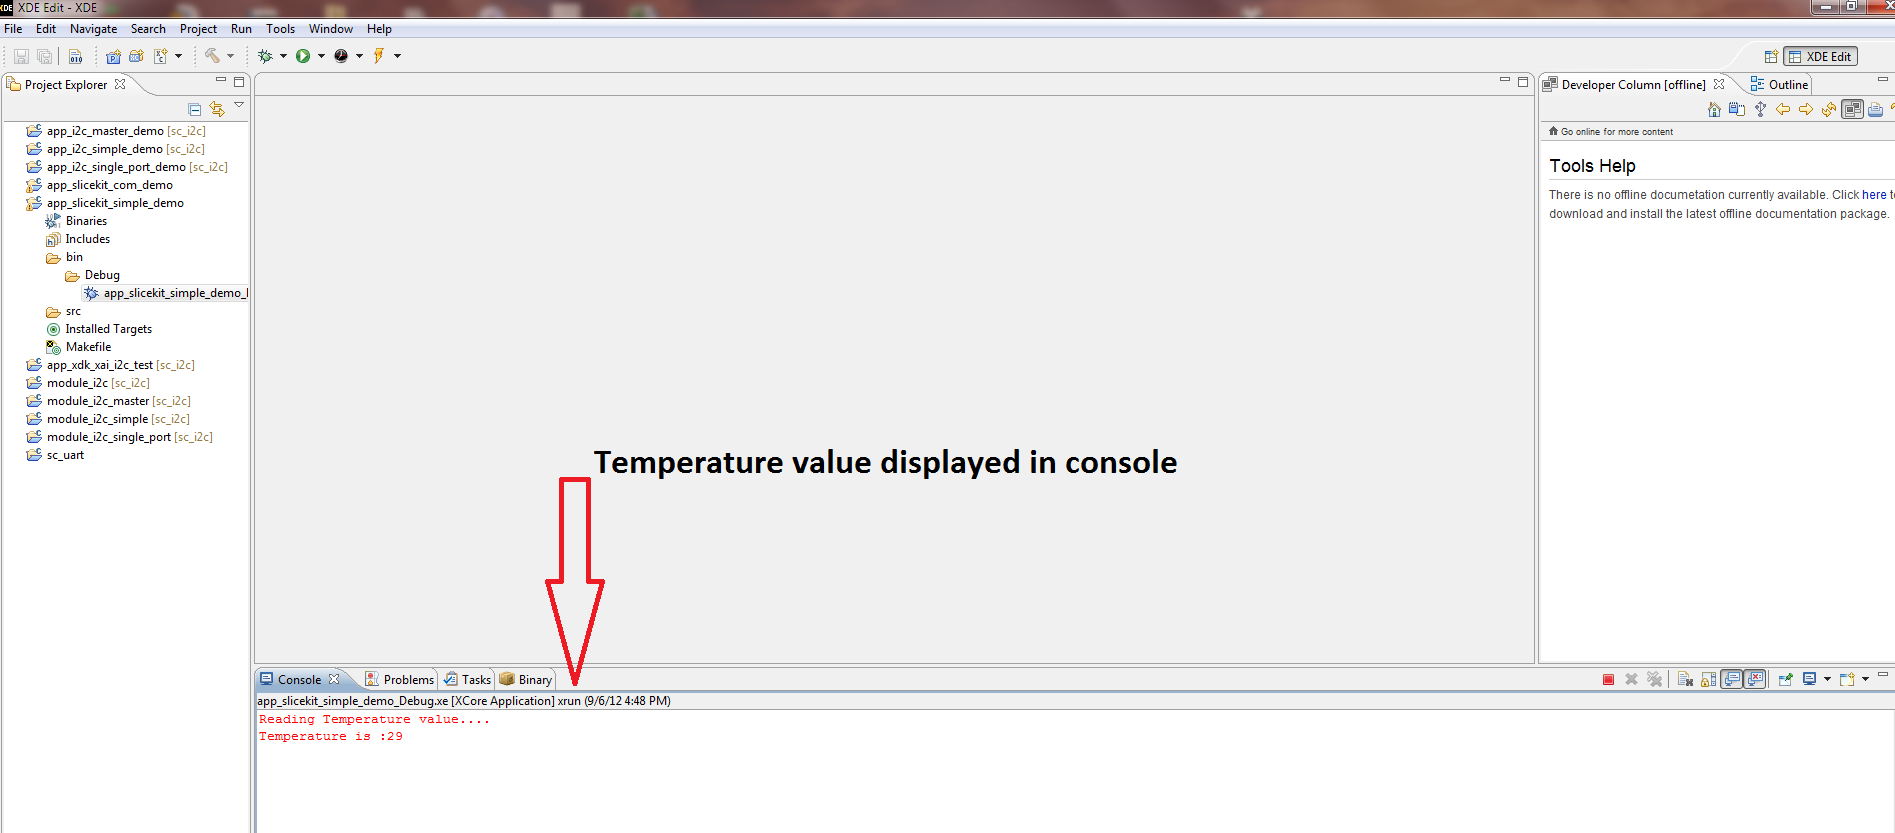 XDE Edit - XDE
File Edit Navigate Search Project Run Tools Window Help
XDE Edit
Project Explorer
app_i2c_master_demo [sc_i2c]
app_i2c_simple_demo [sc_i2c]
app_i2c_single_port_demo [sc_i2c]
app_slicekit_com_demo
app_slicekit_simple_demo
Binaries
Includes
bin
Debug
app_slicekit_simple_demo_
src
Installed Targets
Makefile
app_xdk_xai_i2c_test [sc_i2c]
module_i2c [sc_i2c]
module_i2c_master [sc_i2c]
module_i2c_simple [sc_i2c]
module_i2c_single_port [sc_i2c]
sc_uart
Temperature value displayed in console
Developer Column [offline] Outline
Go online for more content
Tools Help
There is no offline documetation currently available. Click here t
download and install the latest offline documentation package.
Console Problems Tasks Binary
app_slicekit_simple_demo_Debug.xe [XCore Application] xrun (9/6/12 4:48 PM)
Reading Temperature value....
Temperature is :29